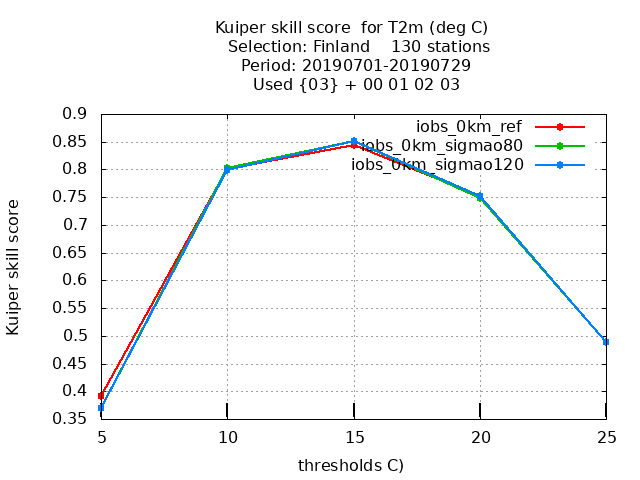 Kuiper skill score  for T2m (deg C)
Selection: Finland    130 stations
Period: 20190701-20190729
Used {03} + 00 01 02 03
iobs_0km_ref
iobs_0km_sigmao80
iobs_0km_sigmao120
Kuiper skill score
0.9
0.85
0.8
0.75
0.7
0.65
0.6
0.55
0.5
0.45
0.4
0.35
5 10 15 20 25
thresholds C)